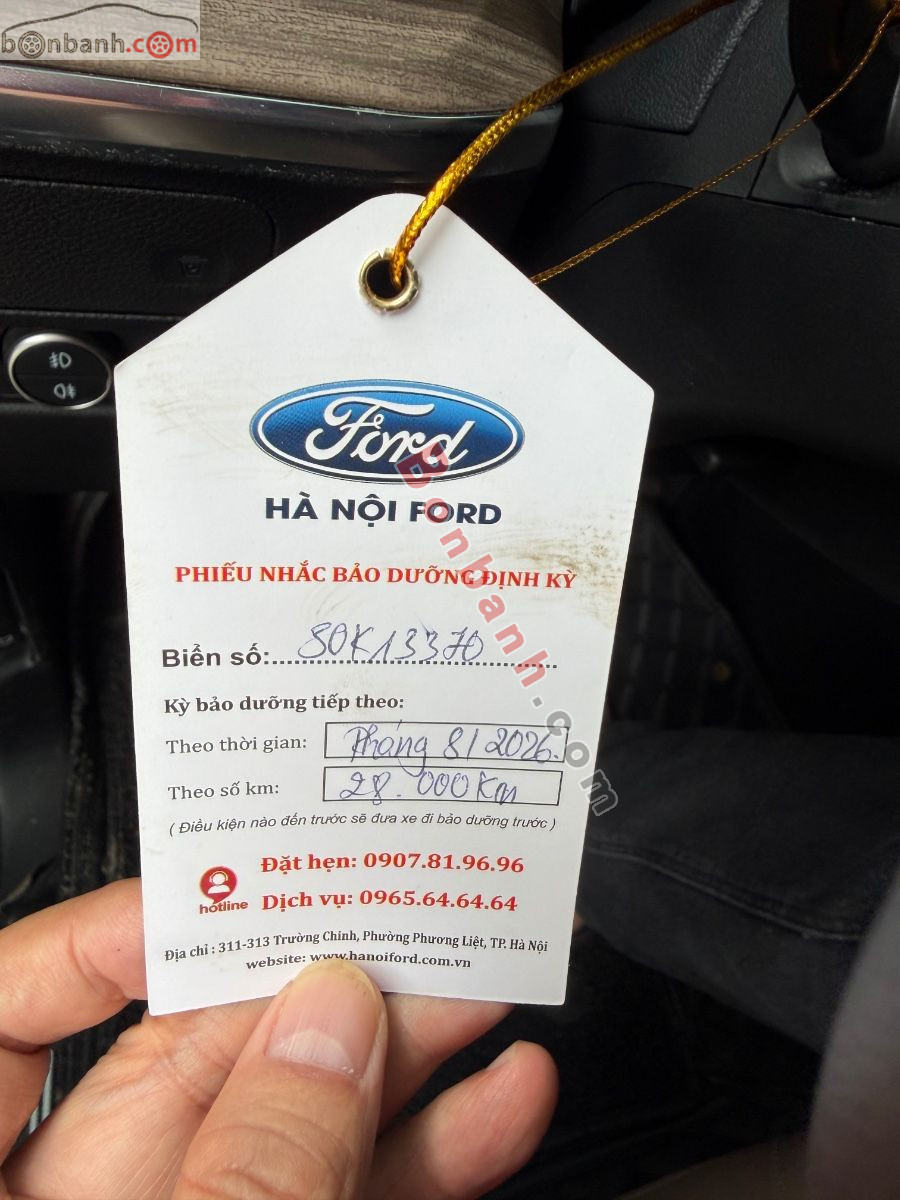 bonbanh.com
Ford
HÀ NỘI FORD
PHIẾU NHẮC BẢO DƯỠNG ĐỊNH KỲ
Biển số: 30K13370
Kỳ bảo dưỡng tiếp theo:
Theo thời gian: Tháng 8/2026.
Theo số km: 28.000Km
( Điều kiện nào đến trước sẽ đưa xe đi bảo dưỡng trước )
Đặt hẹn: 0907.81.96.96
hotline Dịch vụ: 0965.64.64.64
Địa chỉ : 311-313 Trường Chinh, Phường Phương Liệt, TP. Hà Nội
website: www.hanoiford.com.vn
Bonbanh.com